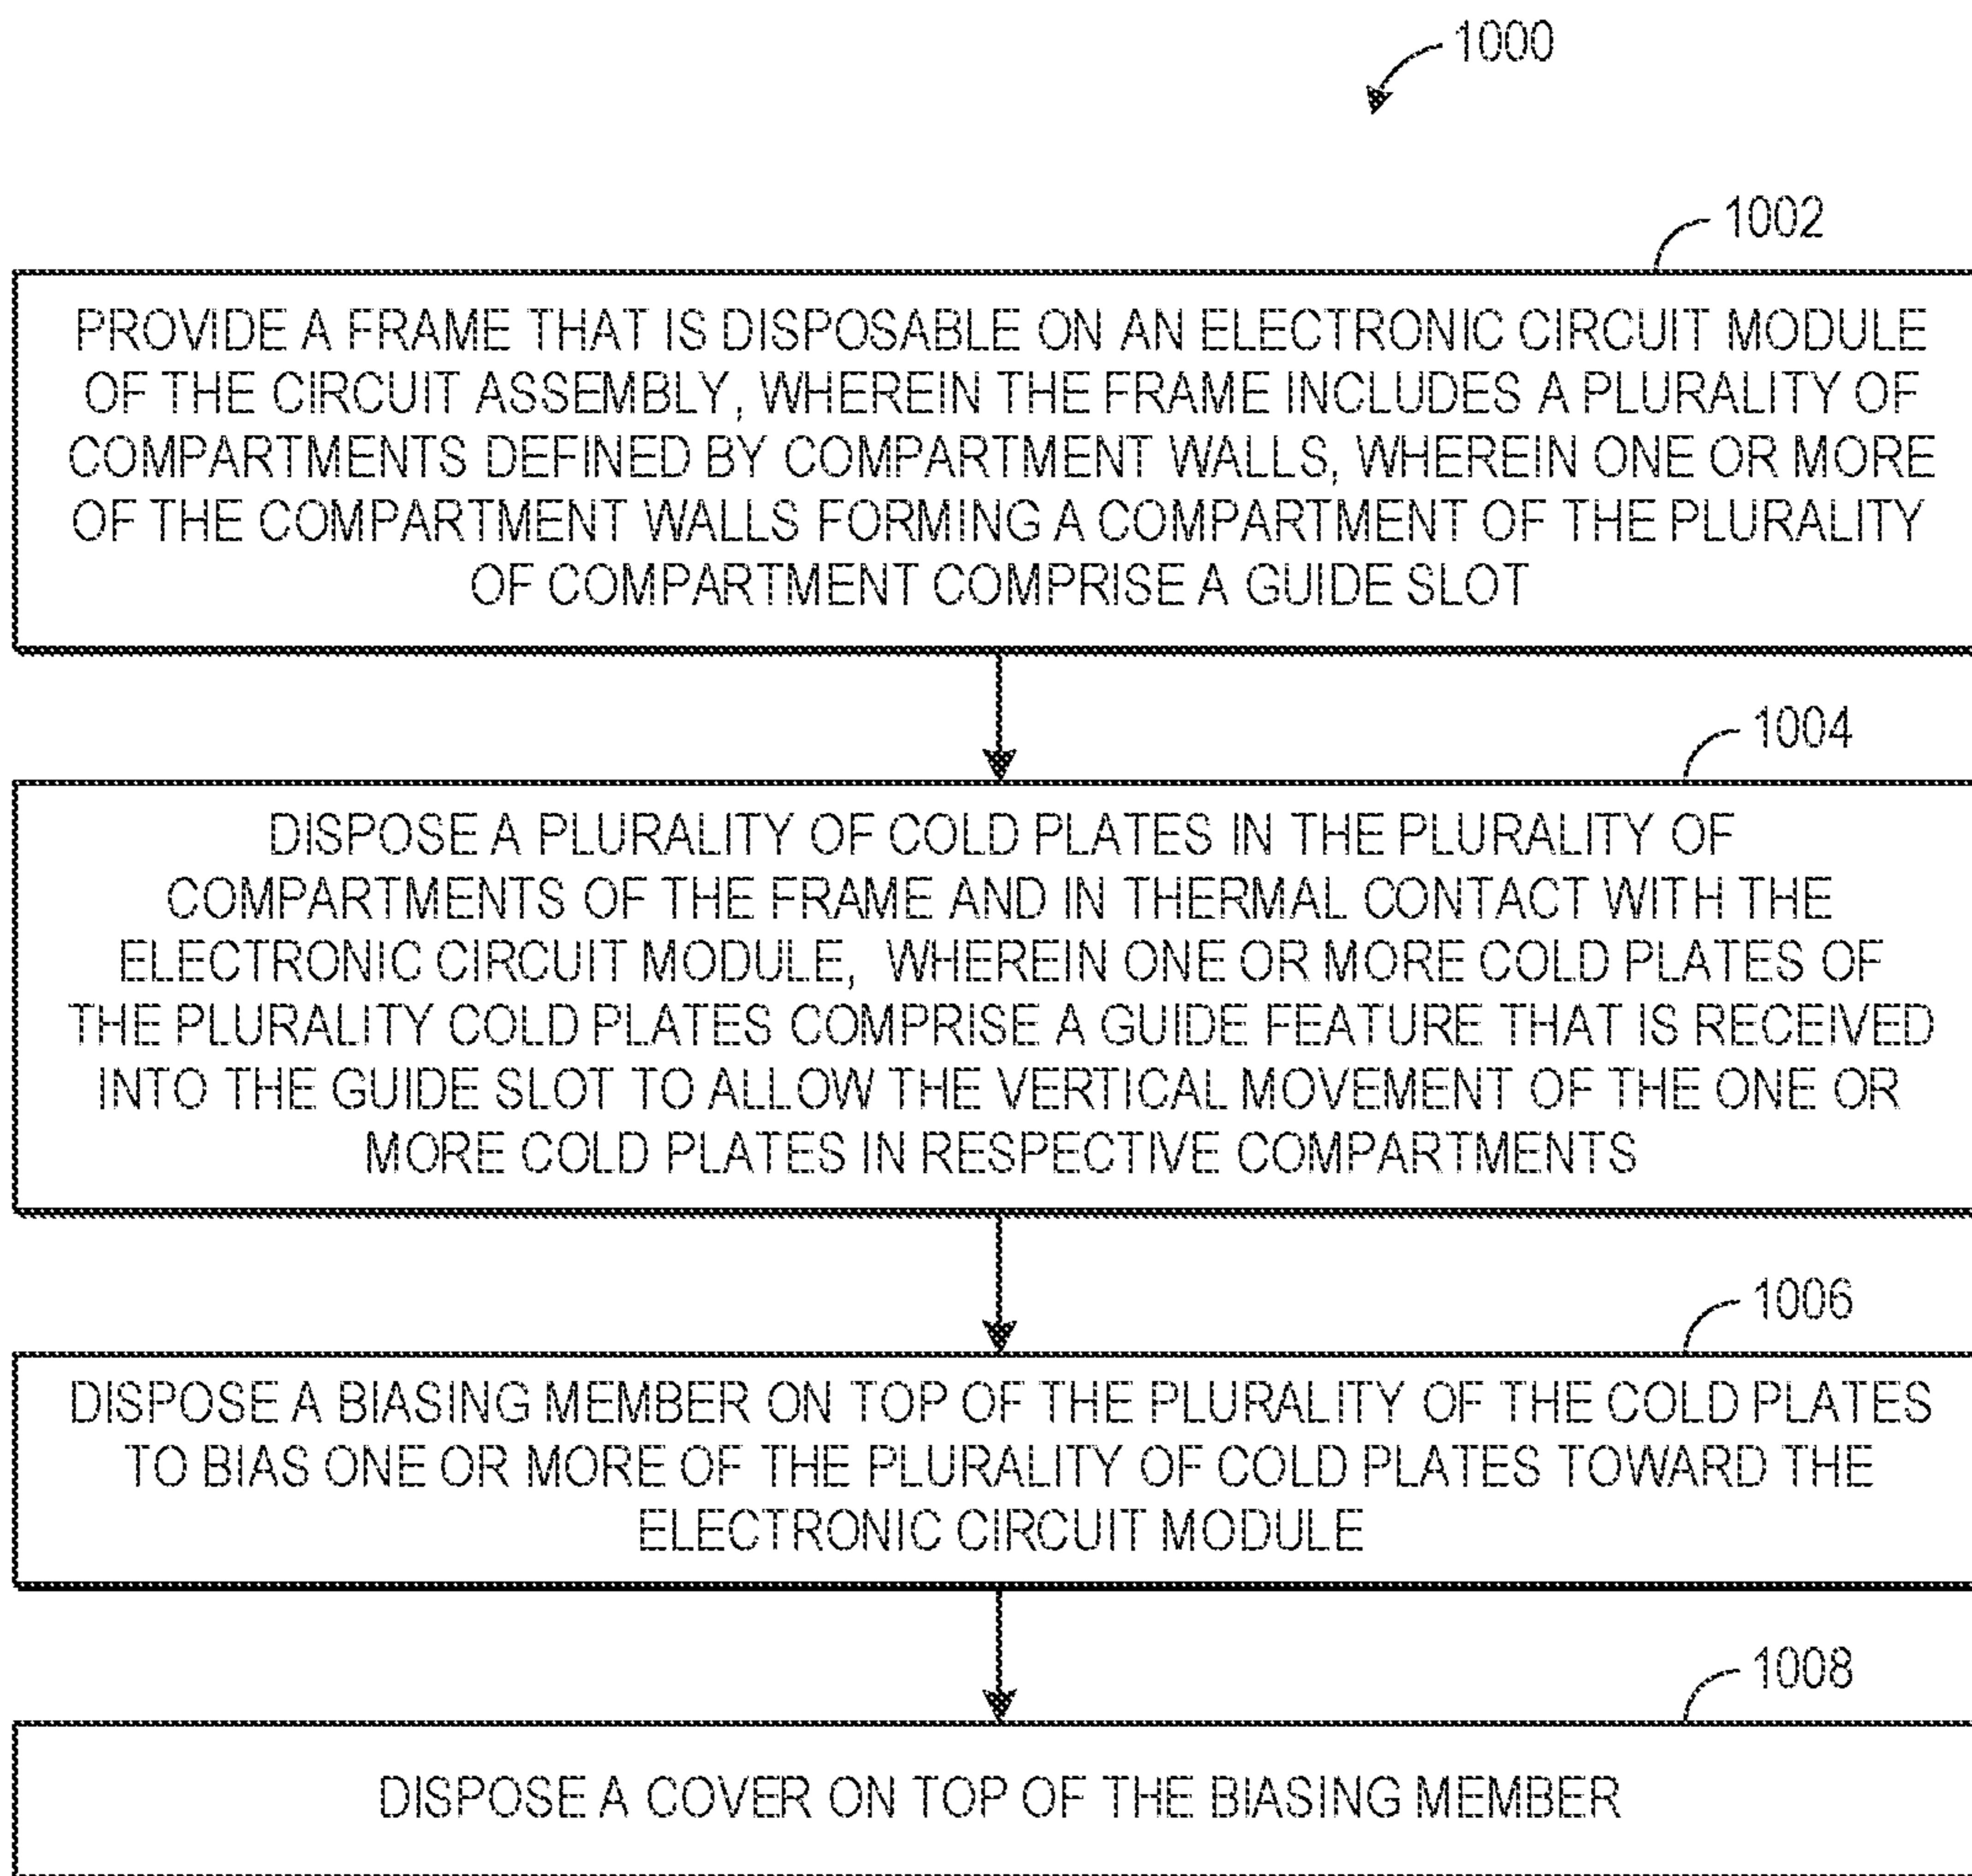 1000
1002
PROVIDE A FRAME THAT IS DISPOSABLE ON AN ELECTRONIC CIRCUIT MODULE
OF THE CIRCUIT ASSEMBLY, WHEREIN THE FRAME INCLUDES A PLURALITY OF
COMPARTMENTS DEFINED BY COMPARTMENT WALLS, WHEREIN ONE OR MORE
OF THE COMPARTMENT WALLS FORMING A COMPARTMENT OF THE PLURALITY
OF COMPARTMENT COMPRISE A GUIDE SLOT
1004
DISPOSE A PLURALITY OF COLD PLATES IN THE PLURALITY OF
COMPARTMENTS OF THE FRAME AND IN THERMAL CONTACT WITH THE
ELECTRONIC CIRCUIT MODULE, WHEREIN ONE OR MORE COLD PLATES OF
THE PLURALITY COLD PLATES COMPRISE A GUIDE FEATURE THAT IS RECEIVED
INTO THE GUIDE SLOT TO ALLOW THE VERTICAL MOVEMENT OF THE ONE OR
MORE COLD PLATES IN RESPECTIVE COMPARTMENTS
1006
DISPOSE A BIASING MEMBER ON TOP OF THE PLURALITY OF THE COLD PLATES
TO BIAS ONE OR MORE OF THE PLURALITY OF COLD PLATES TOWARD THE
ELECTRONIC CIRCUIT MODULE
1008
DISPOSE A COVER ON TOP OF THE BIASING MEMBER